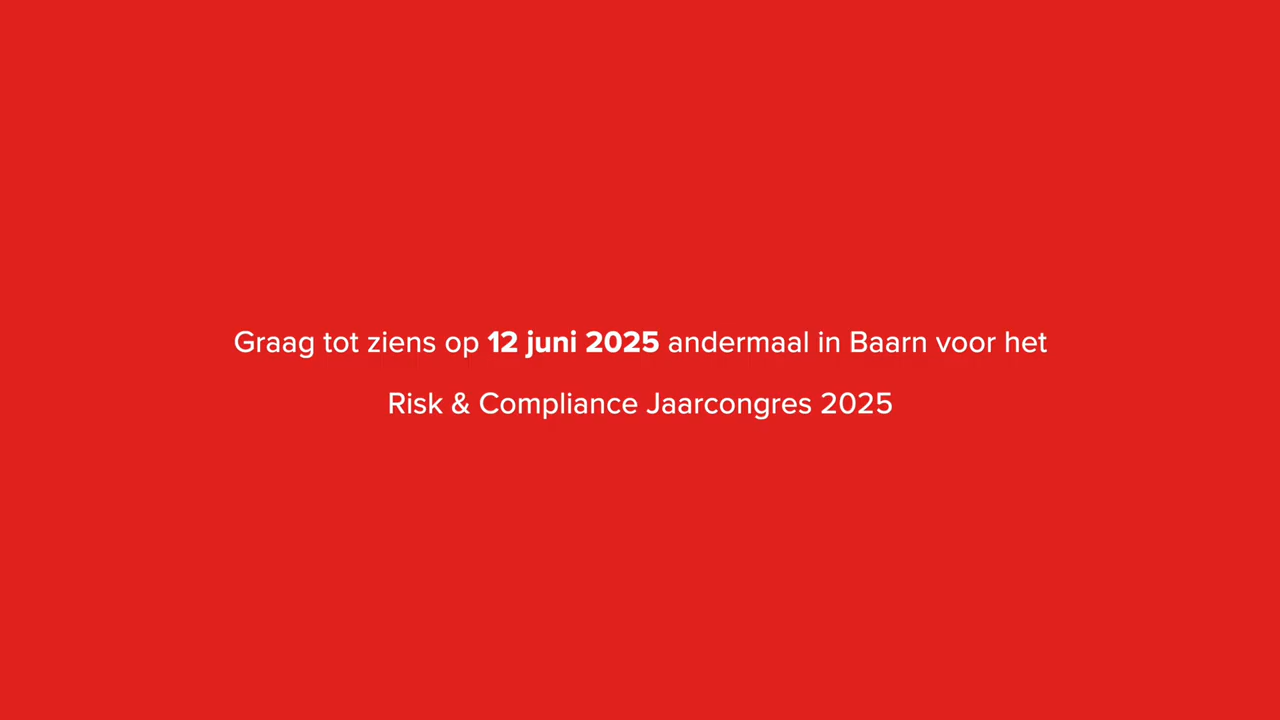 Graag tot ziens op 12 juni 2025 andermaal in Baarn voor het
Risk & Compliance Jaarcongres 2025